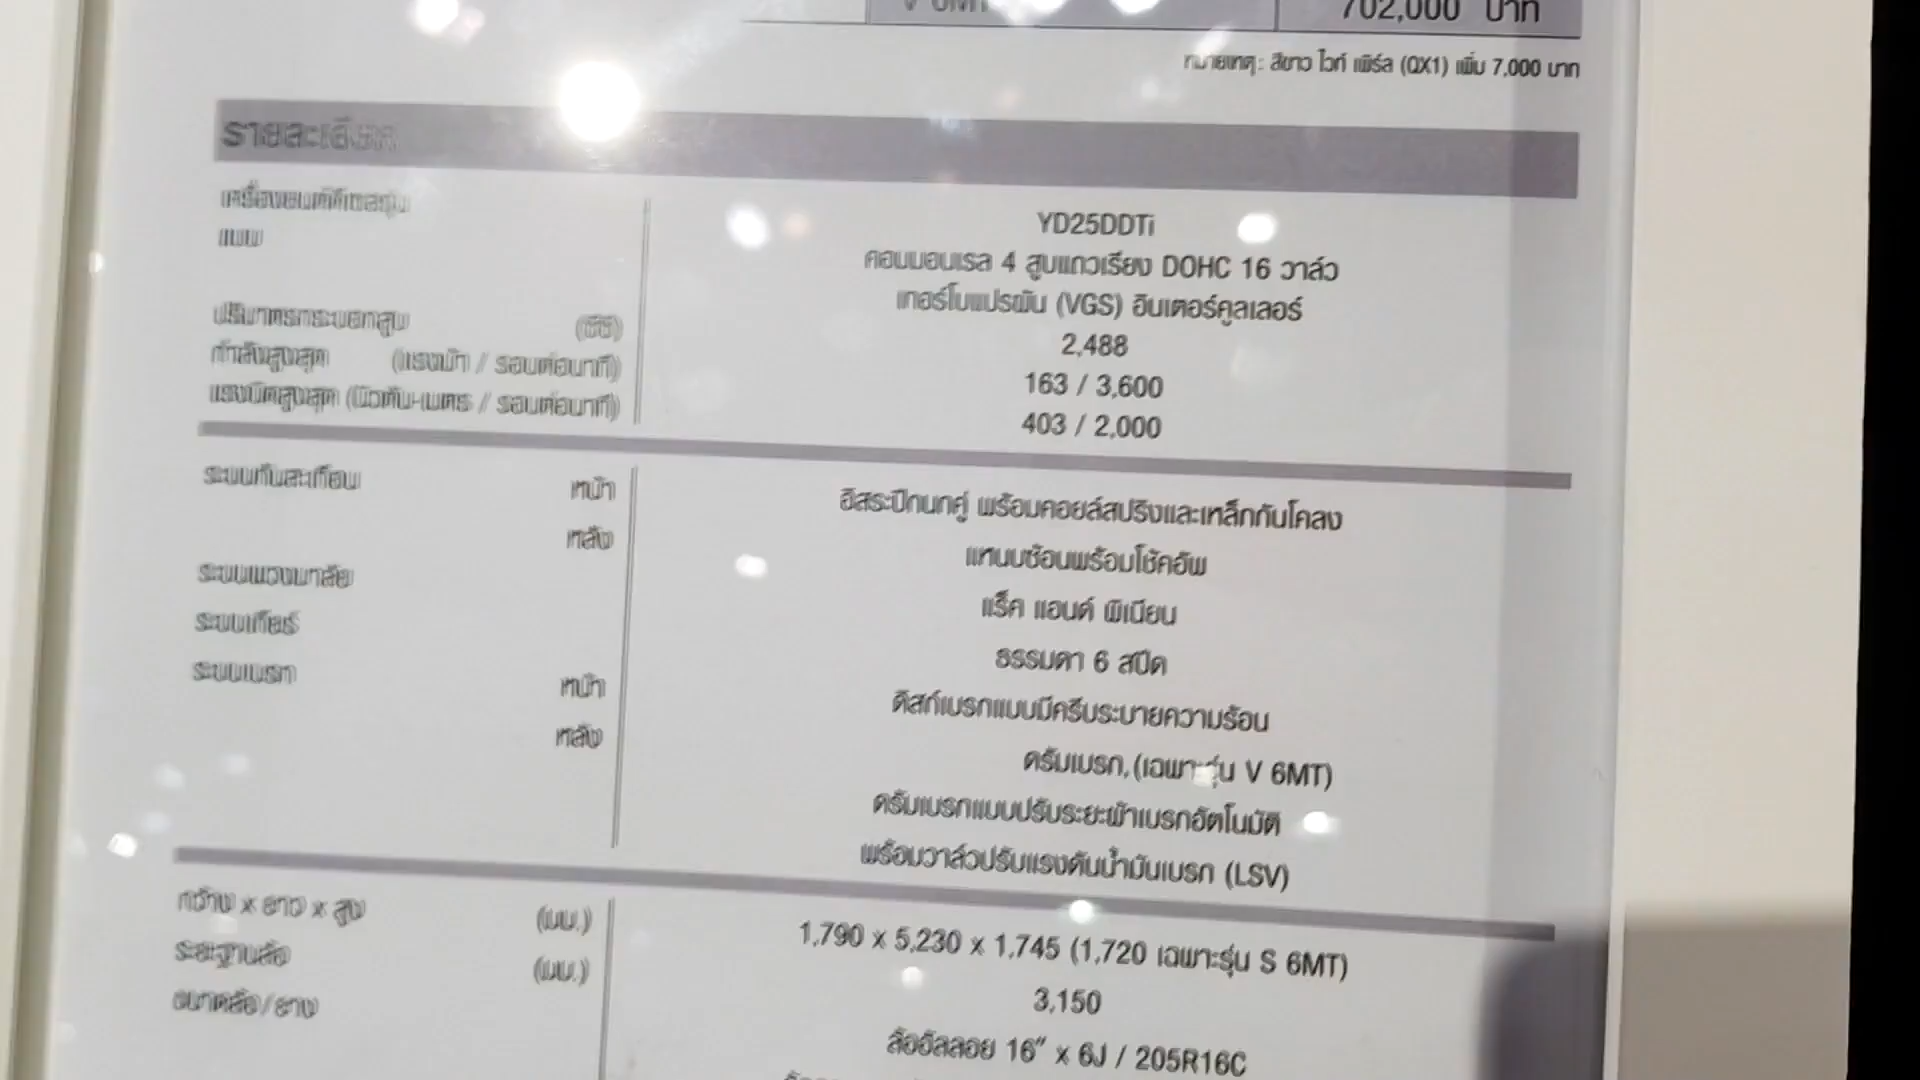 V 6MT 702,000 บาท
หมายเหตุ: สีขาว ไวท์ เพิร์ล (QX1) เพิ่ม 7,000 บาท
รายละเอียด
เครื่องยนต์ดีเซลรุ่น YD25DDTi
แบบ คอมมอนเรล 4 สูบแถวเรียง DOHC 16 วาล์ว
เทอร์โบแปรผัน (VGS) อินเตอร์คูลเลอร์
ปริมาตรกระบอกสูบ (ซีซี) 2,488
กำลังสูงสุด (แรงม้า / รอบต่อนาที) 163 / 3,600
แรงบิดสูงสุด (นิวตัน-เมตร / รอบต่อนาที) 403 / 2,000
ระบบกันสะเทือน หน้า อิสระปีกนกคู่ พร้อมคอยล์สปริงและเหล็กกันโคลง
หลัง แหนบซ้อนพร้อมโช้คอัพ
ระบบพวงมาลัย แร็ค แอนด์ พิเนียน
ระบบเกียร์ ธรรมดา 6 สปีด
ระบบเบรก หน้า ดิสก์เบรกแบบมีครีบระบายความร้อน
หลัง ดรัมเบรก,(เฉพาะรุ่น V 6MT)
ดรัมเบรกแบบปรับระยะผ้าเบรกอัตโนมัติ
พร้อมวาล์วปรับแรงดันน้ำมันเบรก (LSV)
กว้าง x ยาว x สูง (มม.) 1,790 x 5,230 x 1,745 (1,720 เฉพาะรุ่น S 6MT)
ระยะฐานล้อ (มม.) 3,150
ขนาดล้อ/ยาง ล้ออัลลอย 16" x 6J / 205R16C